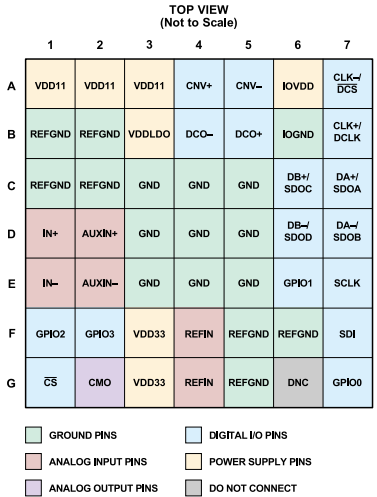 TOP VIEW
(Not to Scale)
1 2 3 4 5 6 7
A VDD11 VDD11 VDD11 CNV+ CNV– IOVDD CLK–/
DCS
B REFGND REFGND VDDLDO DCO– DCO+ IOGND CLK+/
DCLK
C REFGND REFGND GND GND GND DB+/ DA+/
SDOC SDOA
D IN+ AUXIN+ GND GND GND DB–/ DA–/
SDOD SDOB
E IN– AUXIN– GND GND GND GPIO1 SCLK
F GPIO2 GPIO3 VDD33 REFIN REFGND REFGND SDI
G CS CMO VDD33 REFIN REFGND DNC GPIO0
GROUND PINS DIGITAL I/O PINS
ANALOG INPUT PINS POWER SUPPLY PINS
ANALOG OUTPUT PINS DO NOT CONNECT